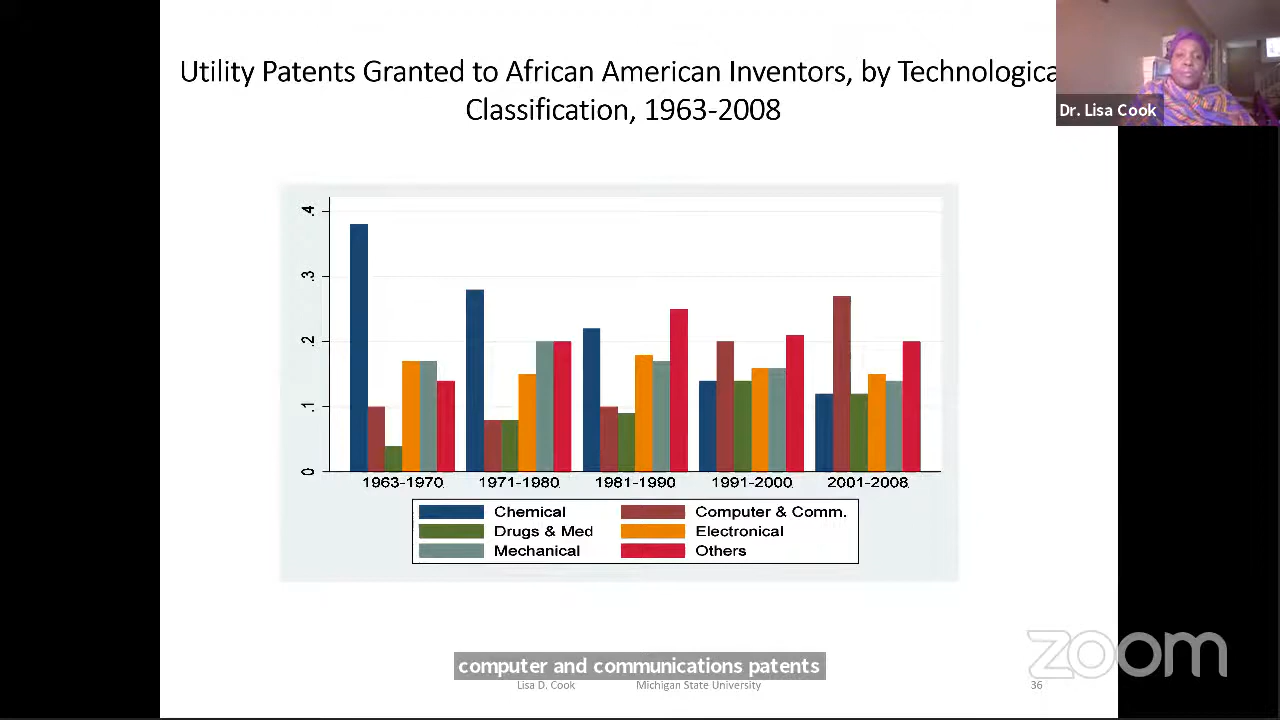 Utility Patents Granted to African American Inventors, by Technologica
Classification, 1963-2008
Dr. Lisa Cook
.4
.3
.2
.1
0
1963-1970 1971-1980 1981-1990 1991-2000 2001-2008
Chemical Computer & Comm.
Drugs & Med Electronical
Mechanical Others
computer and communications patents
Lisa D. Cook Michigan State University 36
zoom